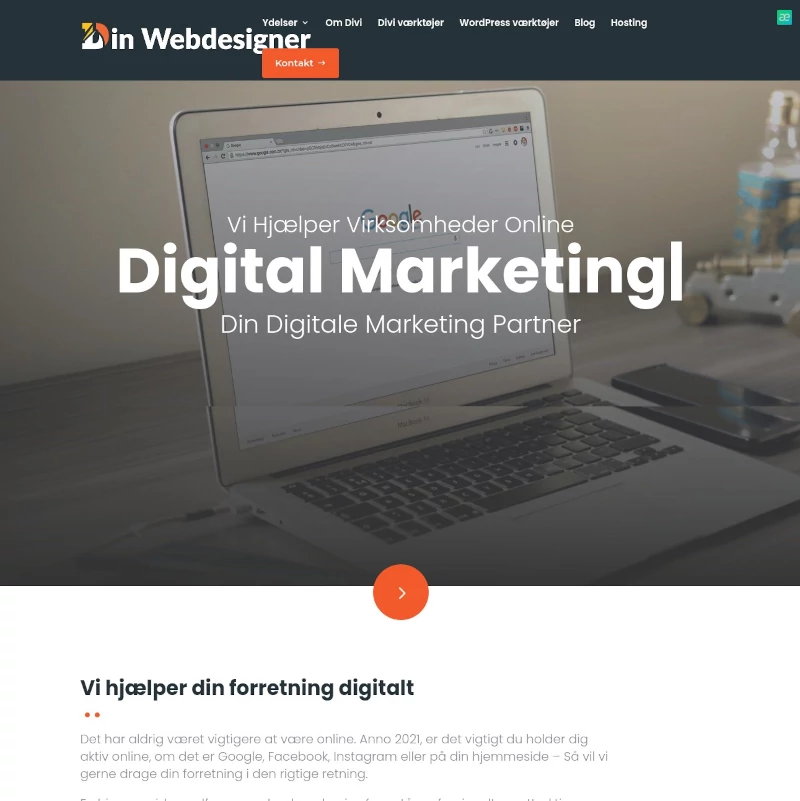 Din Webdesigner
Ydelser
Om Divi
Divi værktøjer
WordPress værktøjer
Blog
Hosting
Kontakt →
æ
Google
Vi Hjælper Virksomheder Online
Digital Marketing|
Din Digitale Marketing Partner
Vi hjælper din forretning digitalt
Det har aldrig været vigtigere at være online. Anno 2021, er det vigtigt du holder dig
aktiv online, om det er Google, Facebook, Instagram eller på din hjemmeside – Så vil vi
gerne drage din forretning i den rigtige retning.